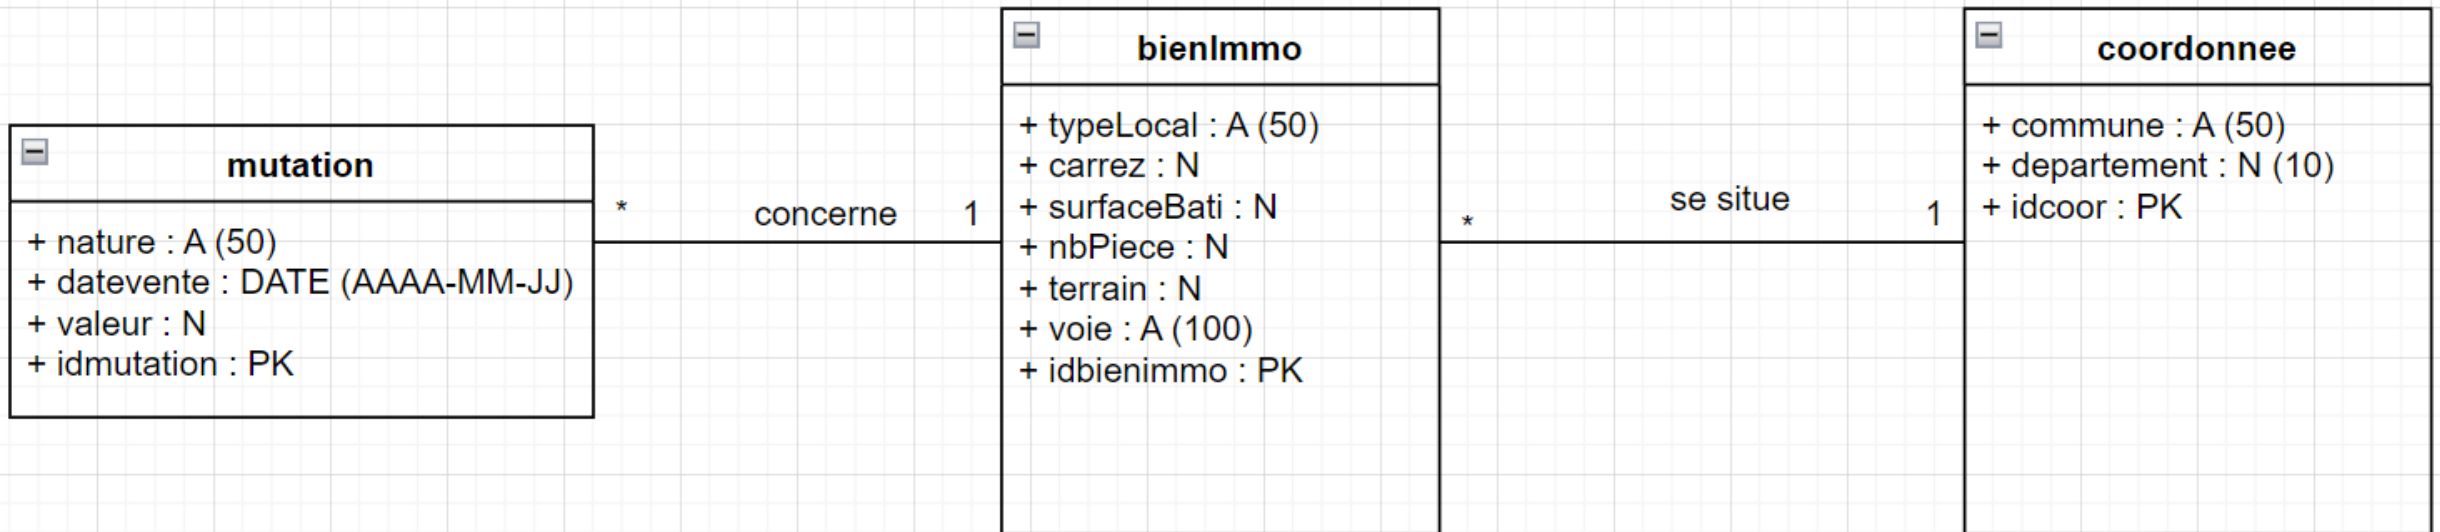 mutation
+ nature : A (50)
+ datevente : DATE (AAAA-MM-JJ)
+ valeur : N
+ idmutation : PK
* concerne 1
bienImmo
+ typeLocal : A (50)
+ carrez : N
+ surfaceBati : N
+ nbPiece : N
+ terrain : N
+ voie : A (100)
+ idbienimmo : PK
* se situe 1
coordonnee
+ commune : A (50)
+ departement : N (10)
+ idcoor : PK